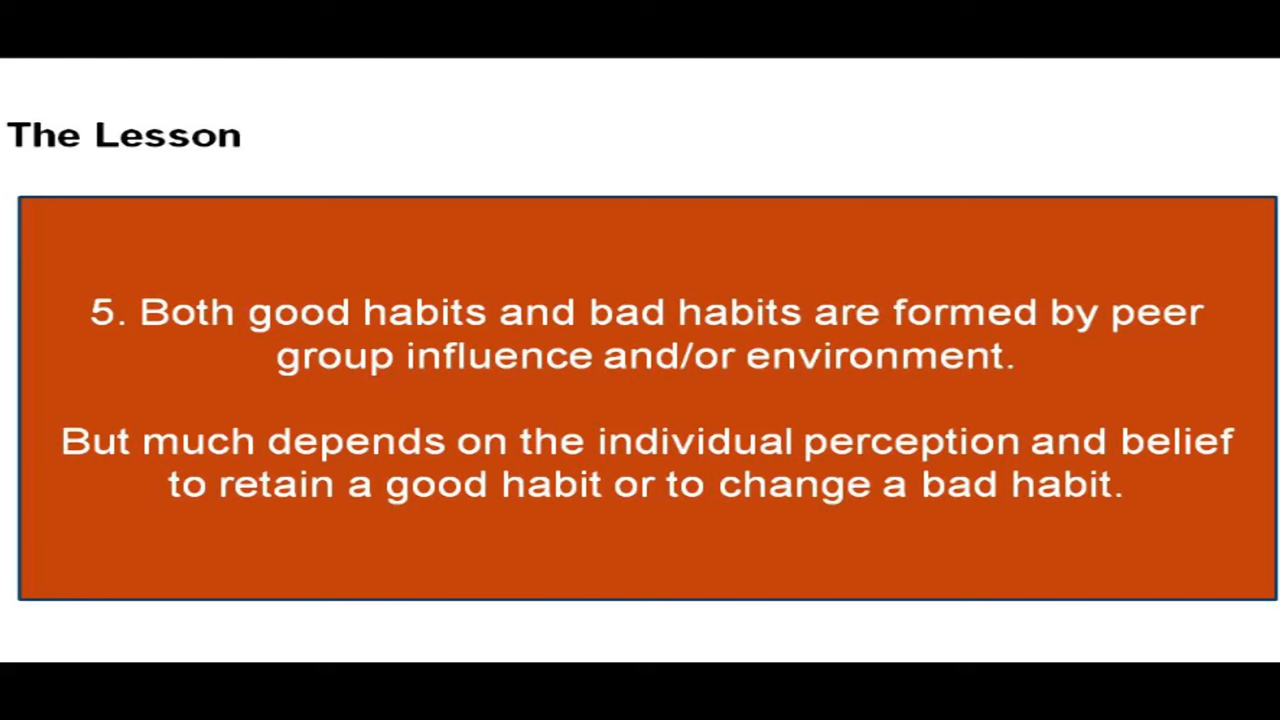 The Lesson
5. Both good habits and bad habits are formed by peer
group influence and/or environment.
But much depends on the individual perception and belief
to retain a good habit or to change a bad habit.